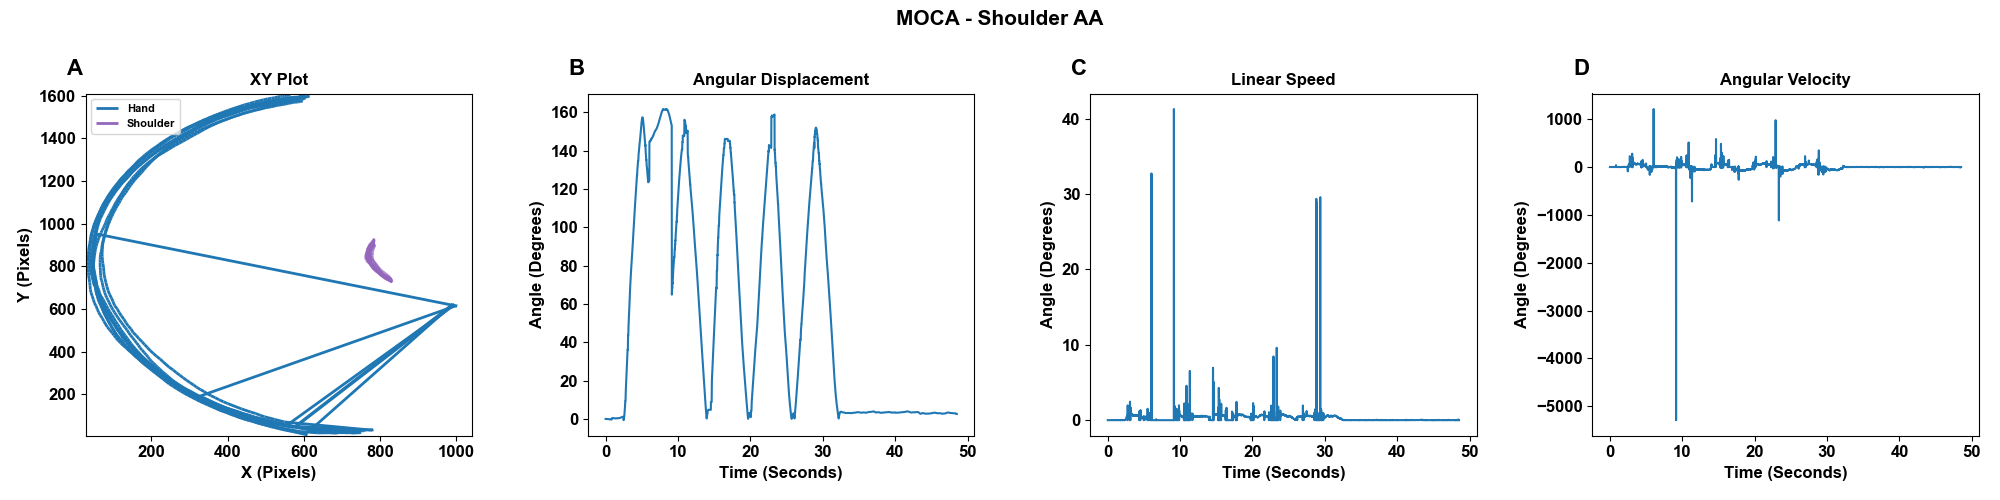 MOCA - Shoulder AA
A
XY Plot
Hand
Shoulder
1600
1400
1200
1000
800
600
400
200
Y (Pixels)
200 400 600 800 1000
X (Pixels)
B
Angular Displacement
160
140
120
100
80
60
40
20
0
Angle (Degrees)
0 10 20 30 40 50
Time (Seconds)
C
Linear Speed
40
30
20
10
0
Angle (Degrees)
0 10 20 30 40 50
Time (Seconds)
D
Angular Velocity
1000
0
−1000
−2000
−3000
−4000
−5000
Angle (Degrees)
0 10 20 30 40 50
Time (Seconds)